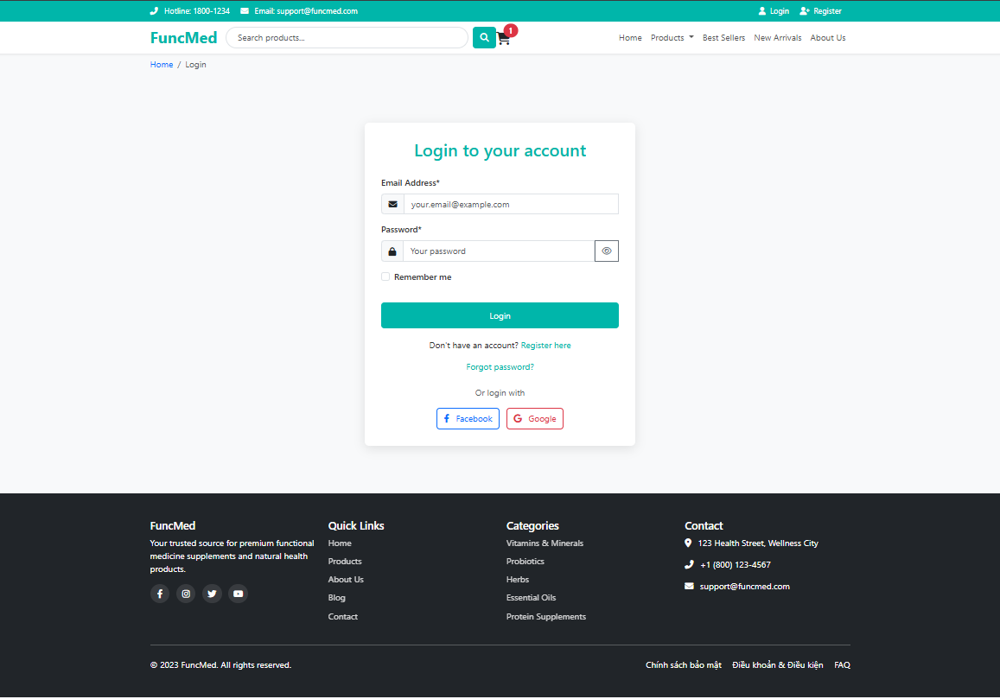 Hotline: 1800-1234 Email: support@funcmed.com Login Register
FuncMed Search products... 1 Home Products Best Sellers New Arrivals About Us
Home / Login
Login to your account
Email Address*
your.email@example.com
Password*
Your password
Remember me
Login
Don't have an account? Register here
Forgot password?
Or login with
Facebook Google
FuncMed
Your trusted source for premium functional
medicine supplements and natural health
products.
Quick Links
Home
Products
About Us
Blog
Contact
Categories
Vitamins & Minerals
Probiotics
Herbs
Essential Oils
Protein Supplements
Contact
123 Health Street, Wellness City
+1 (800) 123-4567
support@funcmed.com
© 2023 FuncMed. All rights reserved.
Chính sách bảo mật Điều khoản & Điều kiện FAQ